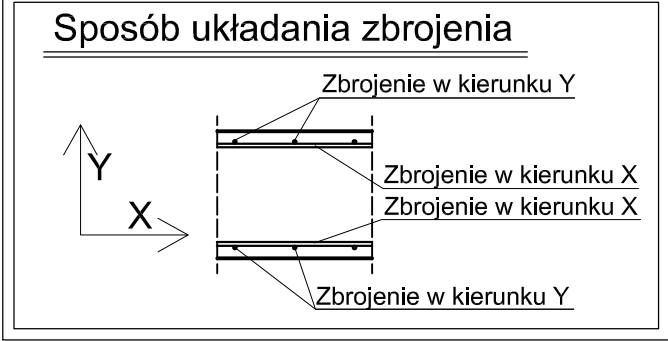 Sposób układania zbrojenia
Zbrojenie w kierunku Y
Y
Zbrojenie w kierunku X
X
Zbrojenie w kierunku X
Zbrojenie w kierunku Y